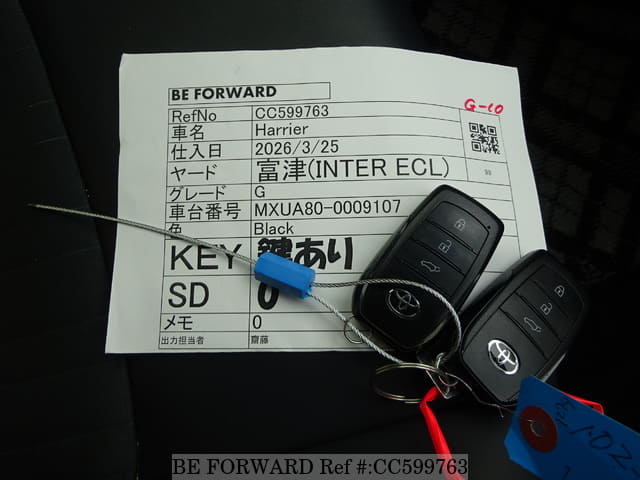 BE FORWARD
G-10
RefNo CC599763
車名 Harrier
仕入日 2026/3/25
ヤード 富津(INTER ECL)
グレード G
車台番号 MXUA80-0009107
色 Black
KEY 鍵あり
SD 0
メモ 0
出力担当者 齋藤
BE FORWARD Ref #:CC599763